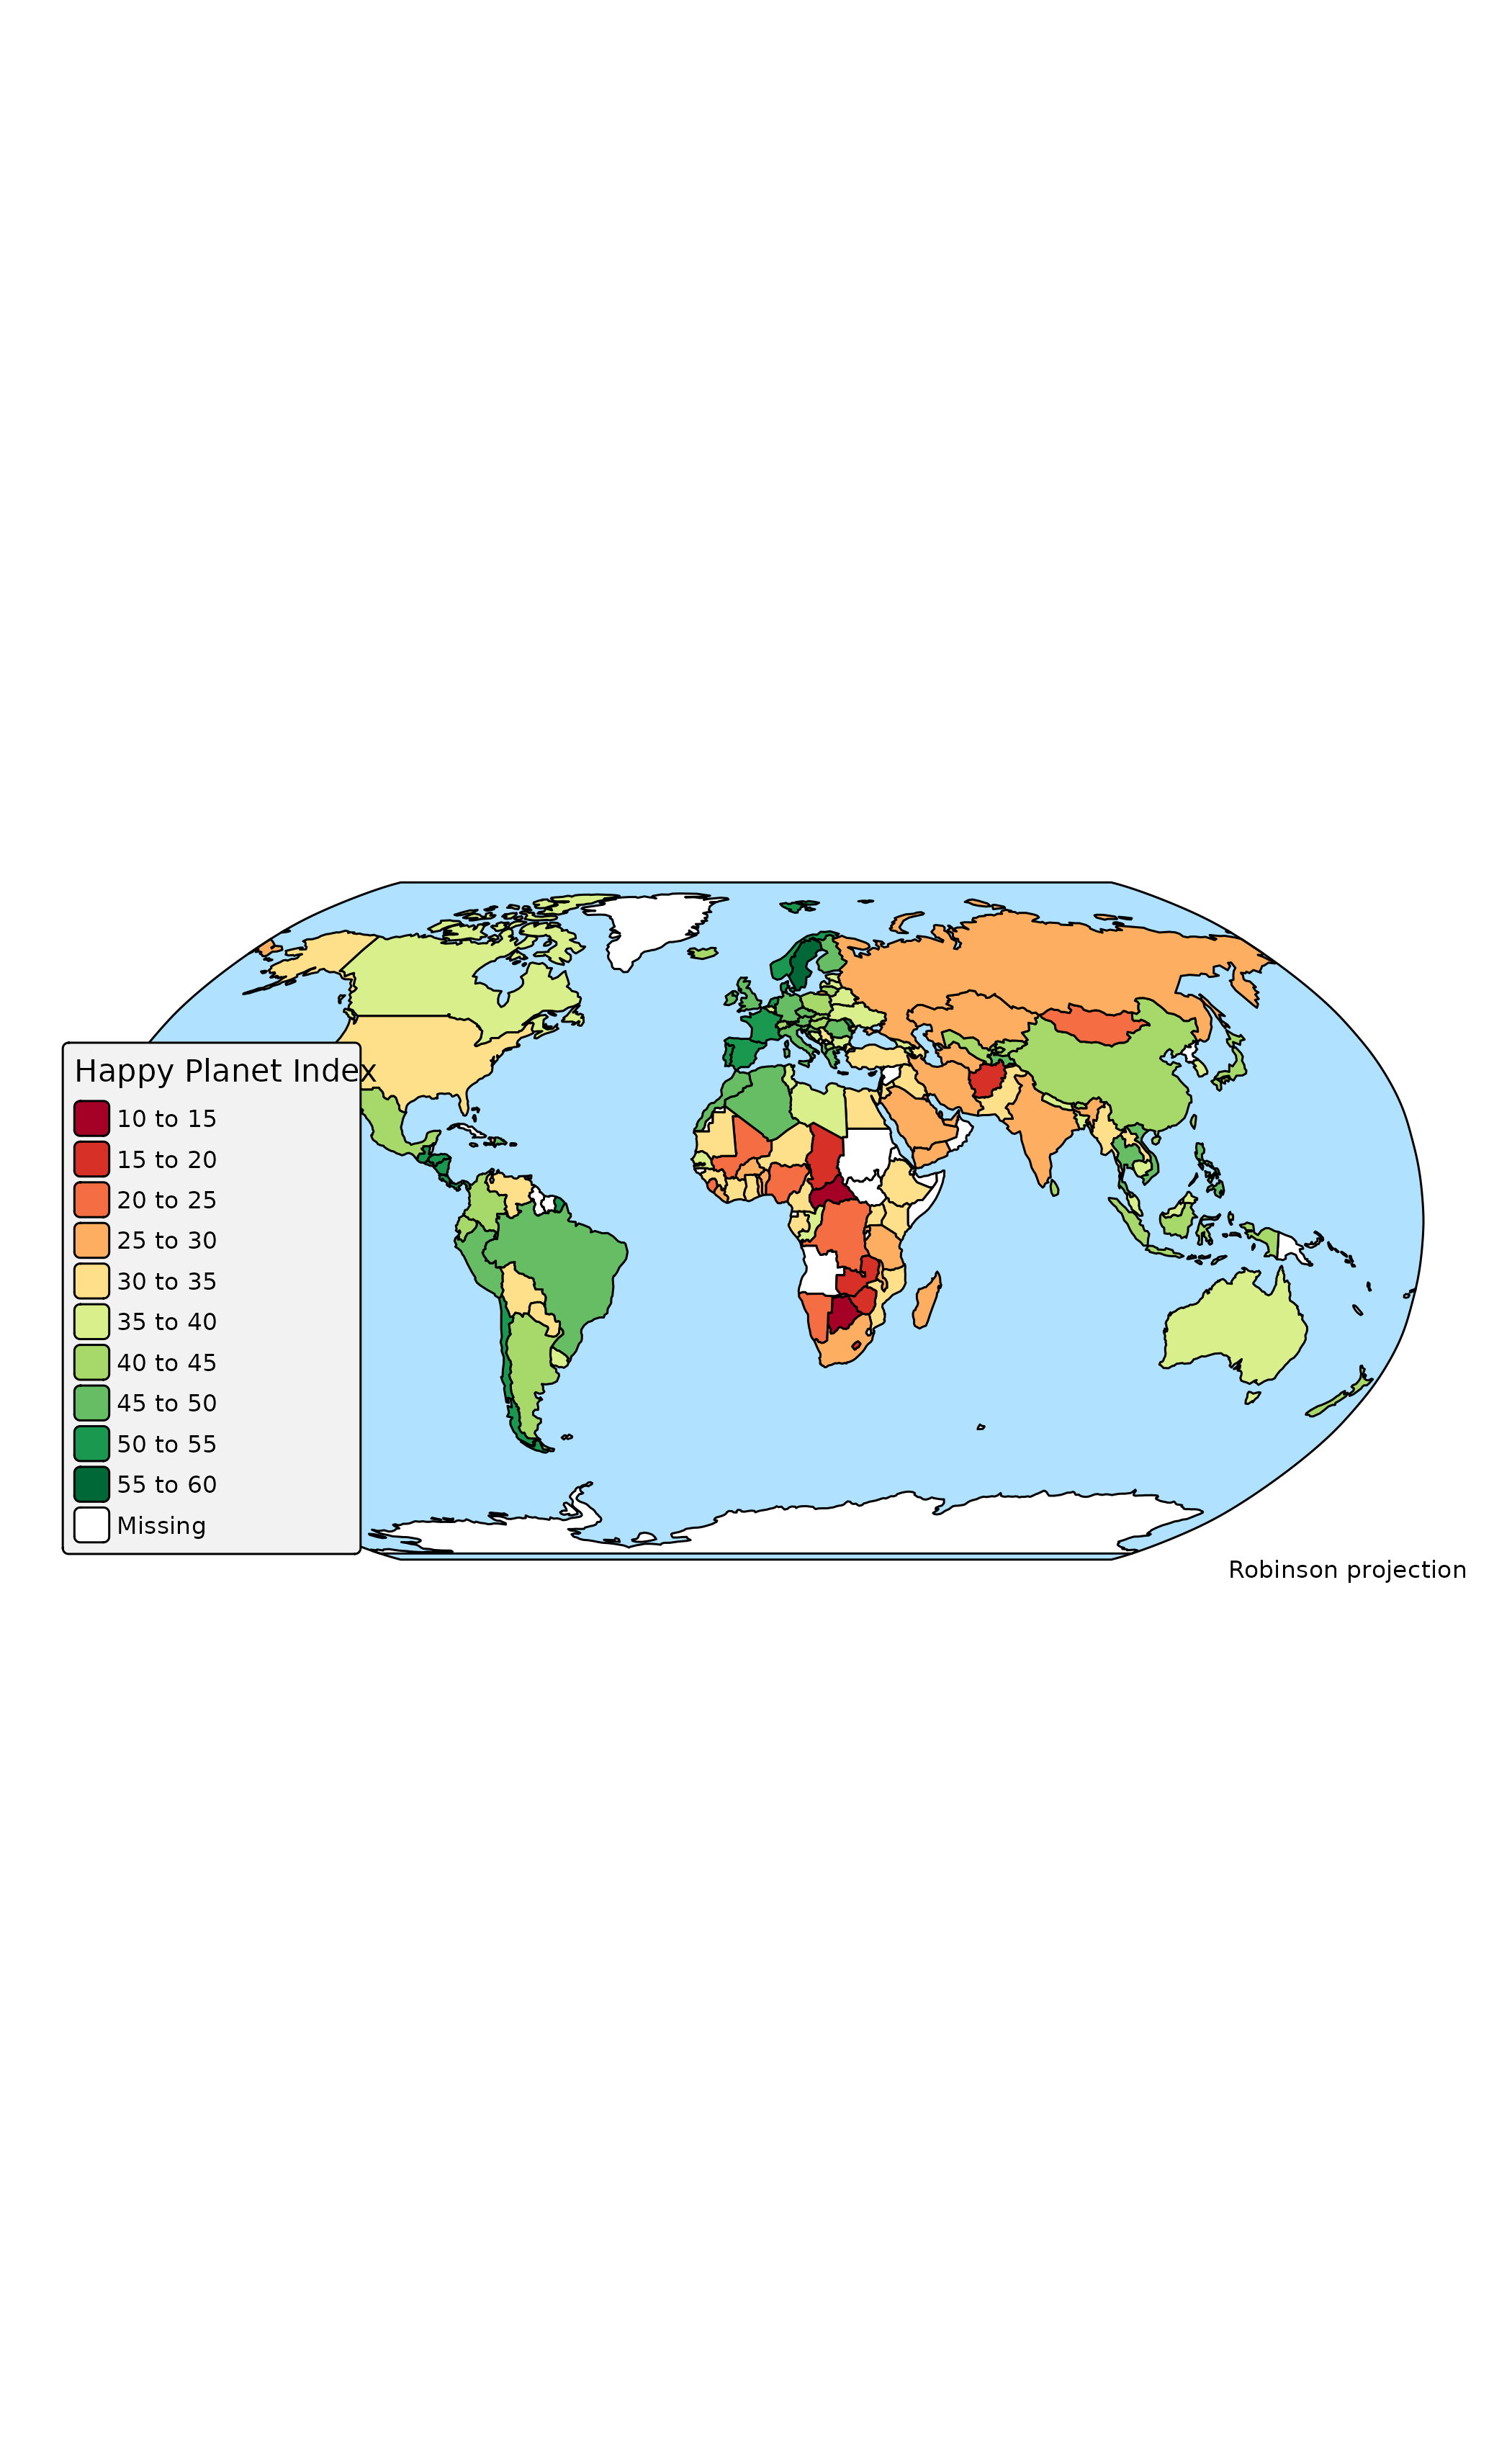 Happy Planet Index
10 to 15
15 to 20
20 to 25
25 to 30
30 to 35
35 to 40
40 to 45
45 to 50
50 to 55
55 to 60
Missing
Robinson projection